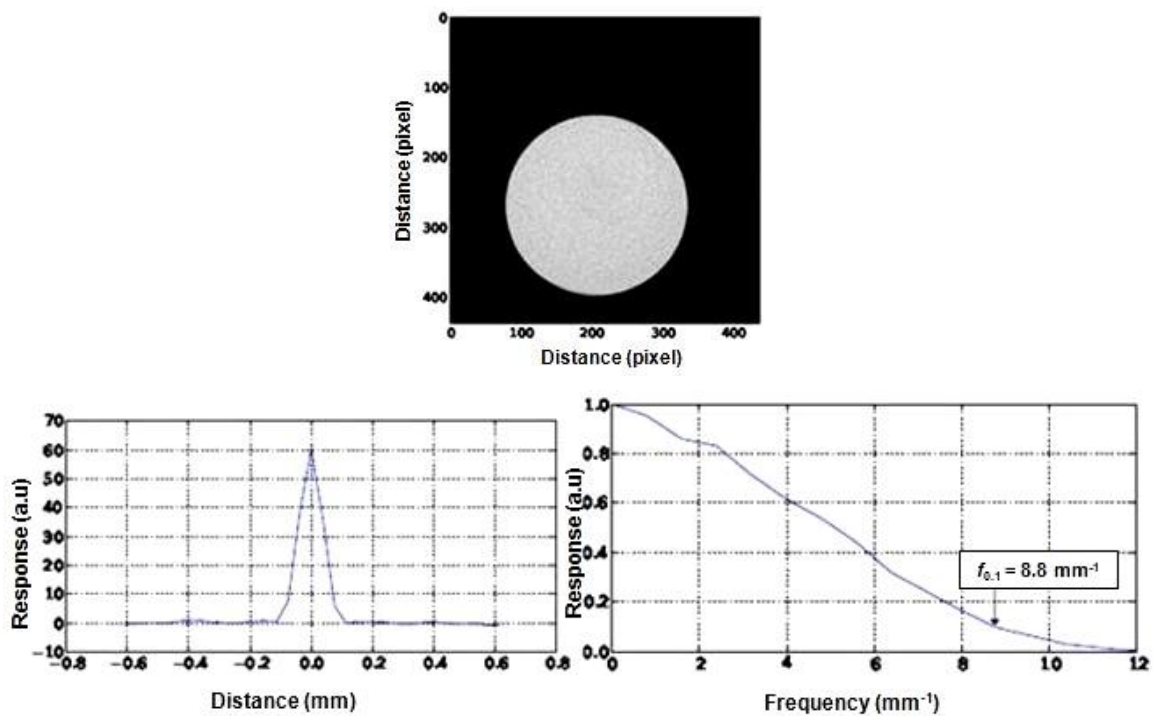 0
100
200
300
400
Distance (pixel)
0 100 200 300 400
Distance (pixel)
70
60
50
40
30
20
10
0
−10
Response (a.u)
−0.8 −0.6 −0.4 −0.2 0.0 0.2 0.4 0.6 0.8
Distance (mm)
1.0
0.8
0.6
0.4
0.2
0.0
Response (a.u)
f0.1 = 8.8 mm-1
0 2 4 6 8 10 12
Frequency (mm-1)